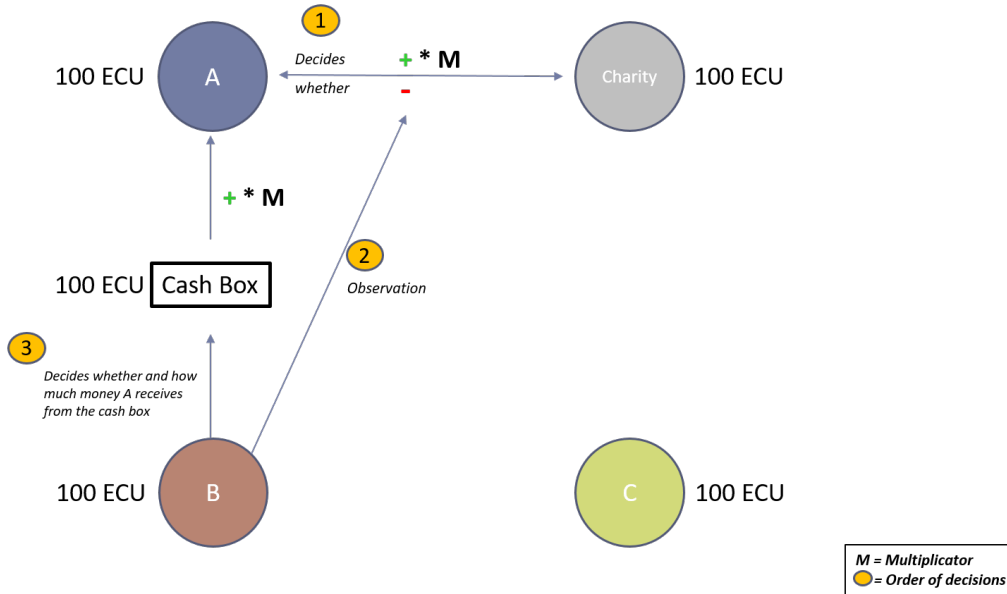 1
Decides
whether
+ * M
-
100 ECU
A
Charity
100 ECU
+ * M
2
Observation
100 ECU
Cash Box
3
Decides whether and how
much money A receives
from the cash box
100 ECU
B
C
100 ECU
M = Multiplicator
= Order of decisions